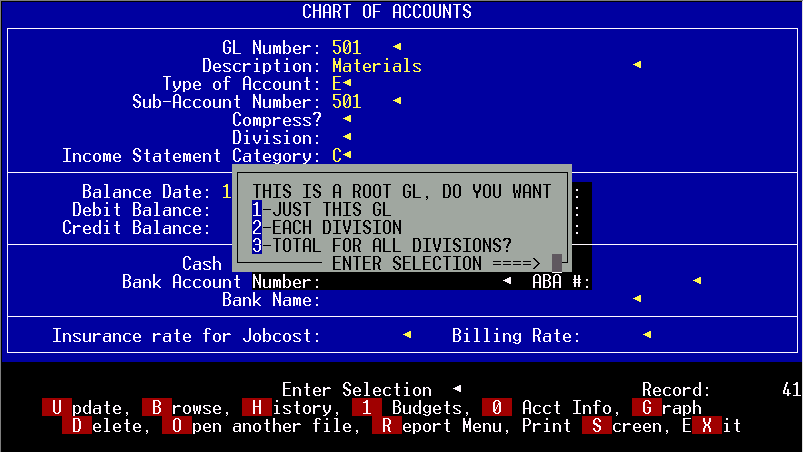 CHART OF ACCOUNTS
GL Number: 501
Description: Materials
Type of Account: E
Sub-Account Number: 501
Compress?
Division:
Income Statement Category: C
Balance Date: 1 :
THIS IS A ROOT GL, DO YOU WANT
Debit Balance: :
1-JUST THIS GL
Credit Balance: :
2-EACH DIVISION
3-TOTAL FOR ALL DIVISIONS?
Cash
ENTER SELECTION ====>
Bank Account Number: ABA #:
Bank Name:
Insurance rate for Jobcost: Billing Rate:
Enter Selection Record: 41
Update, Browse, History, 1 Budgets, 0 Acct Info, Graph
Delete, Open another file, Report Menu, Print Screen, EXit